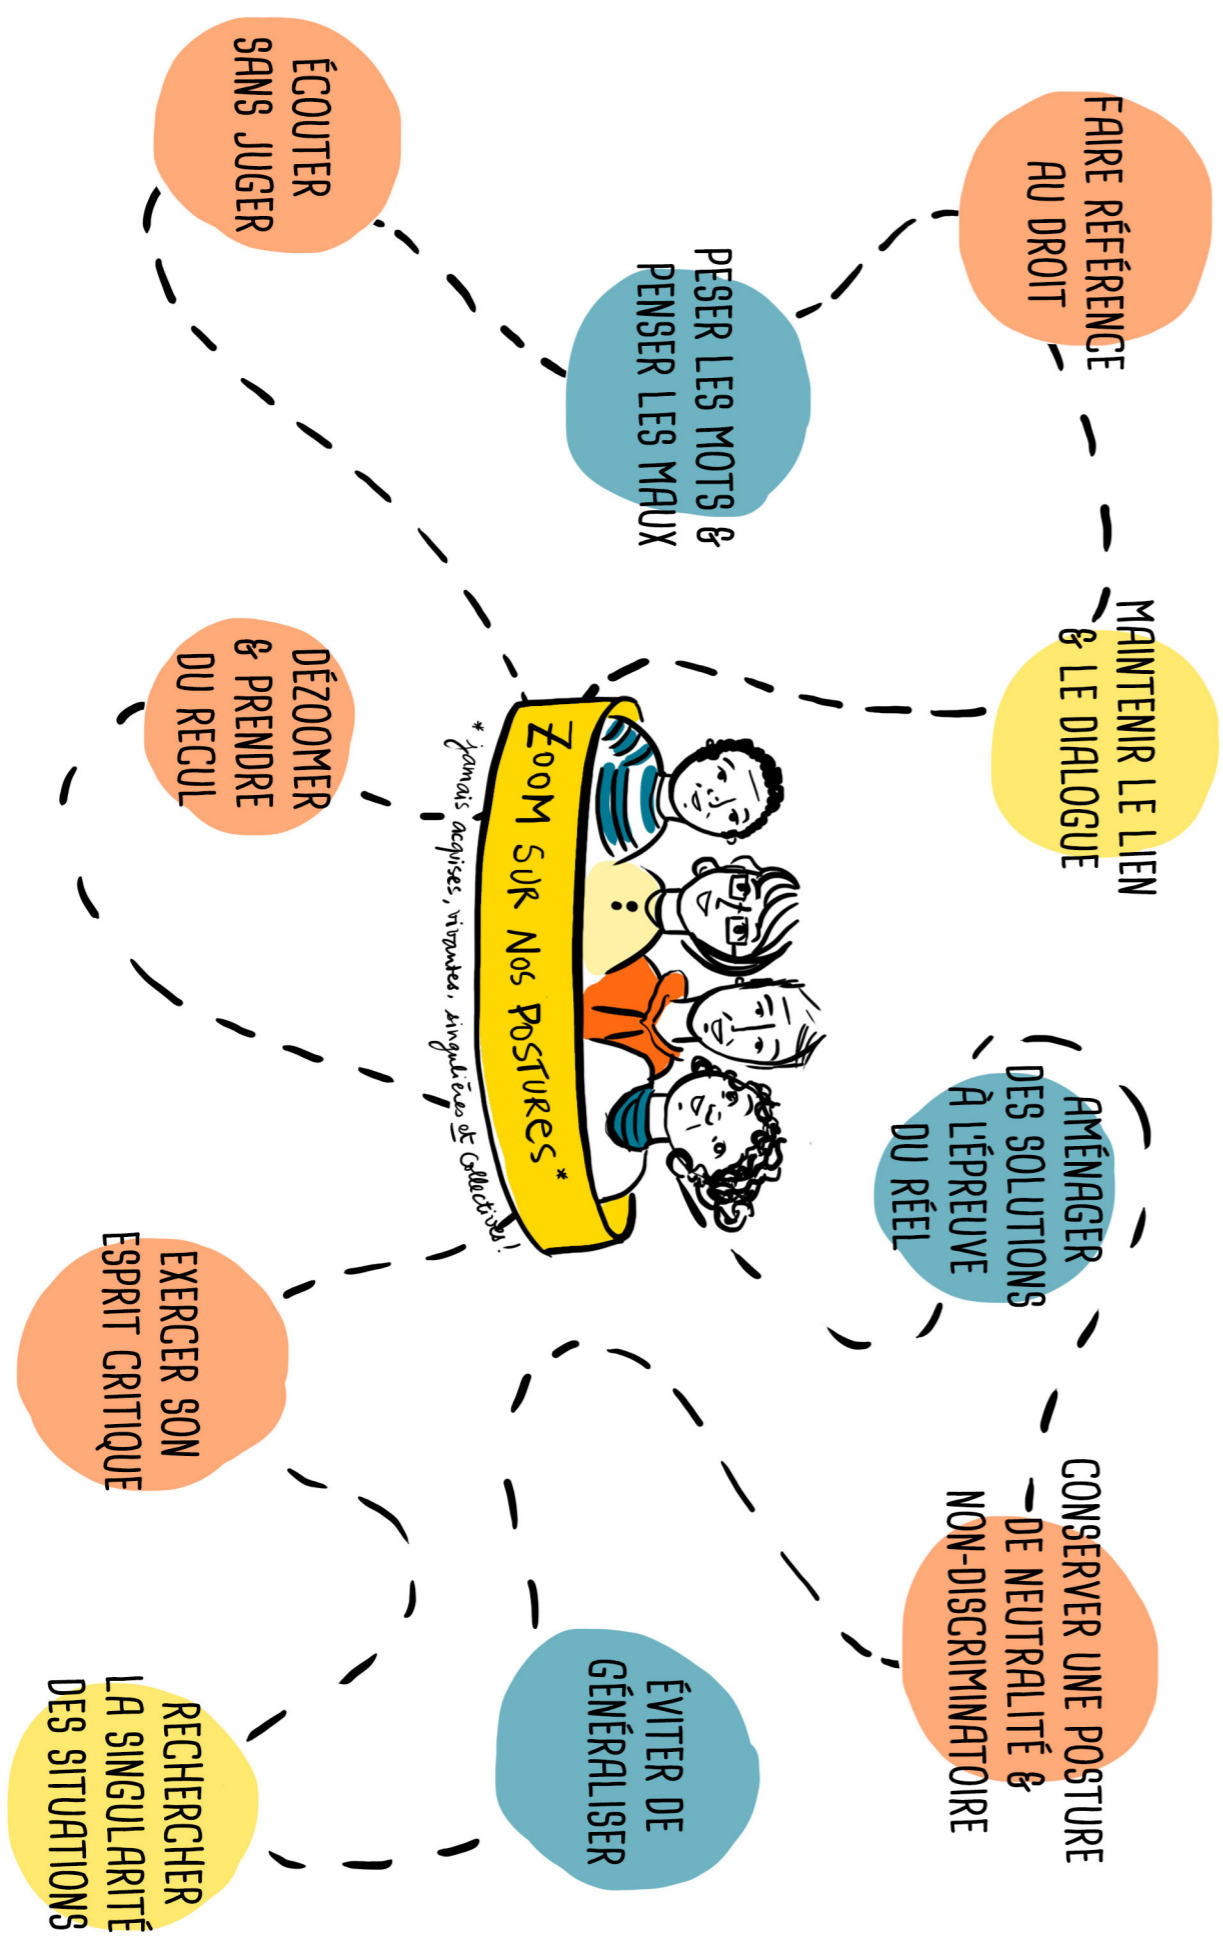 FAIRE RÉFÉRENCE
AU DROIT
MAINTENIR LE LIEN
& LE DIALOGUE
AMÉNAGER
DES SOLUTIONS
À L'ÉPREUVE
DU RÉEL
CONSERVER UNE POSTURE
DE NEUTRALITÉ &
NON-DISCRIMINATOIRE
PESER LES MOTS &
PENSER LES MAUX
ZOOM SUR NOS POSTURES *
* jamais acquises, vivantes, singulières et collectives !
ÉVITER DE
GÉNÉRALISER
ÉCOUTER
SANS JUGER
DÉZOOMER
& PRENDRE
DU RECUL
EXERCER SON
ESPRIT CRITIQUE
RECHERCHER
LA SINGULARITÉ
DES SITUATIONS